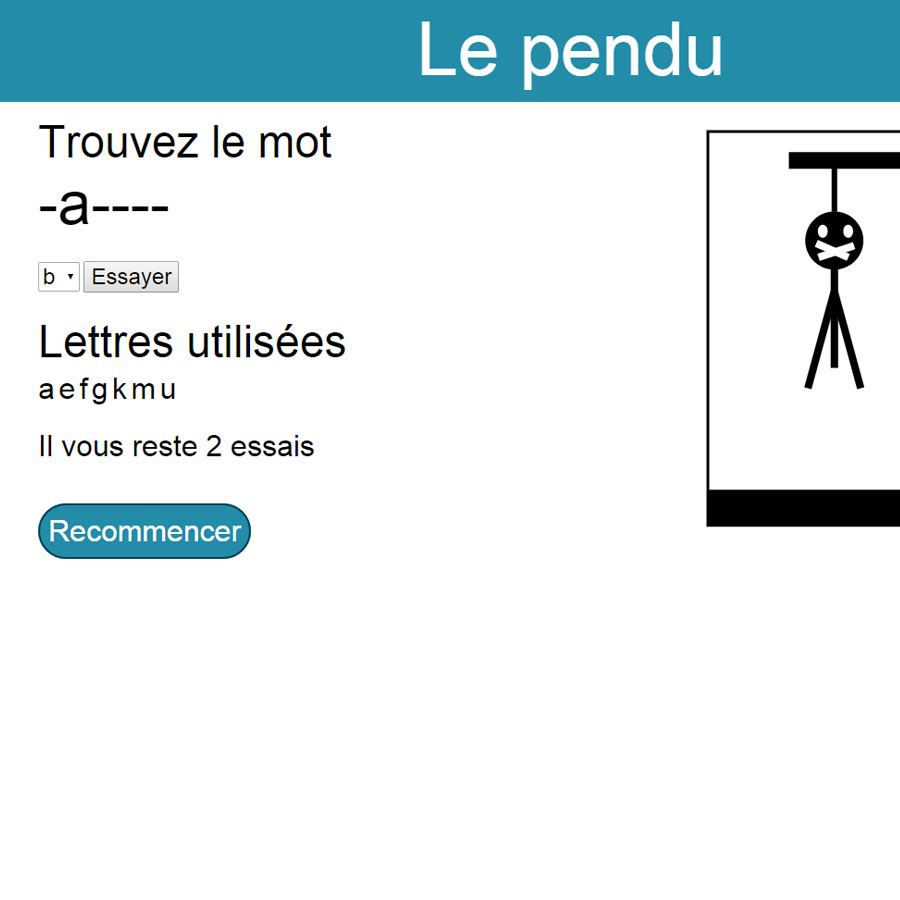 Le pendu
Trouvez le mot
-a----
b Essayer
Lettres utilisées
a e f g k m u
Il vous reste 2 essais
Recommencer